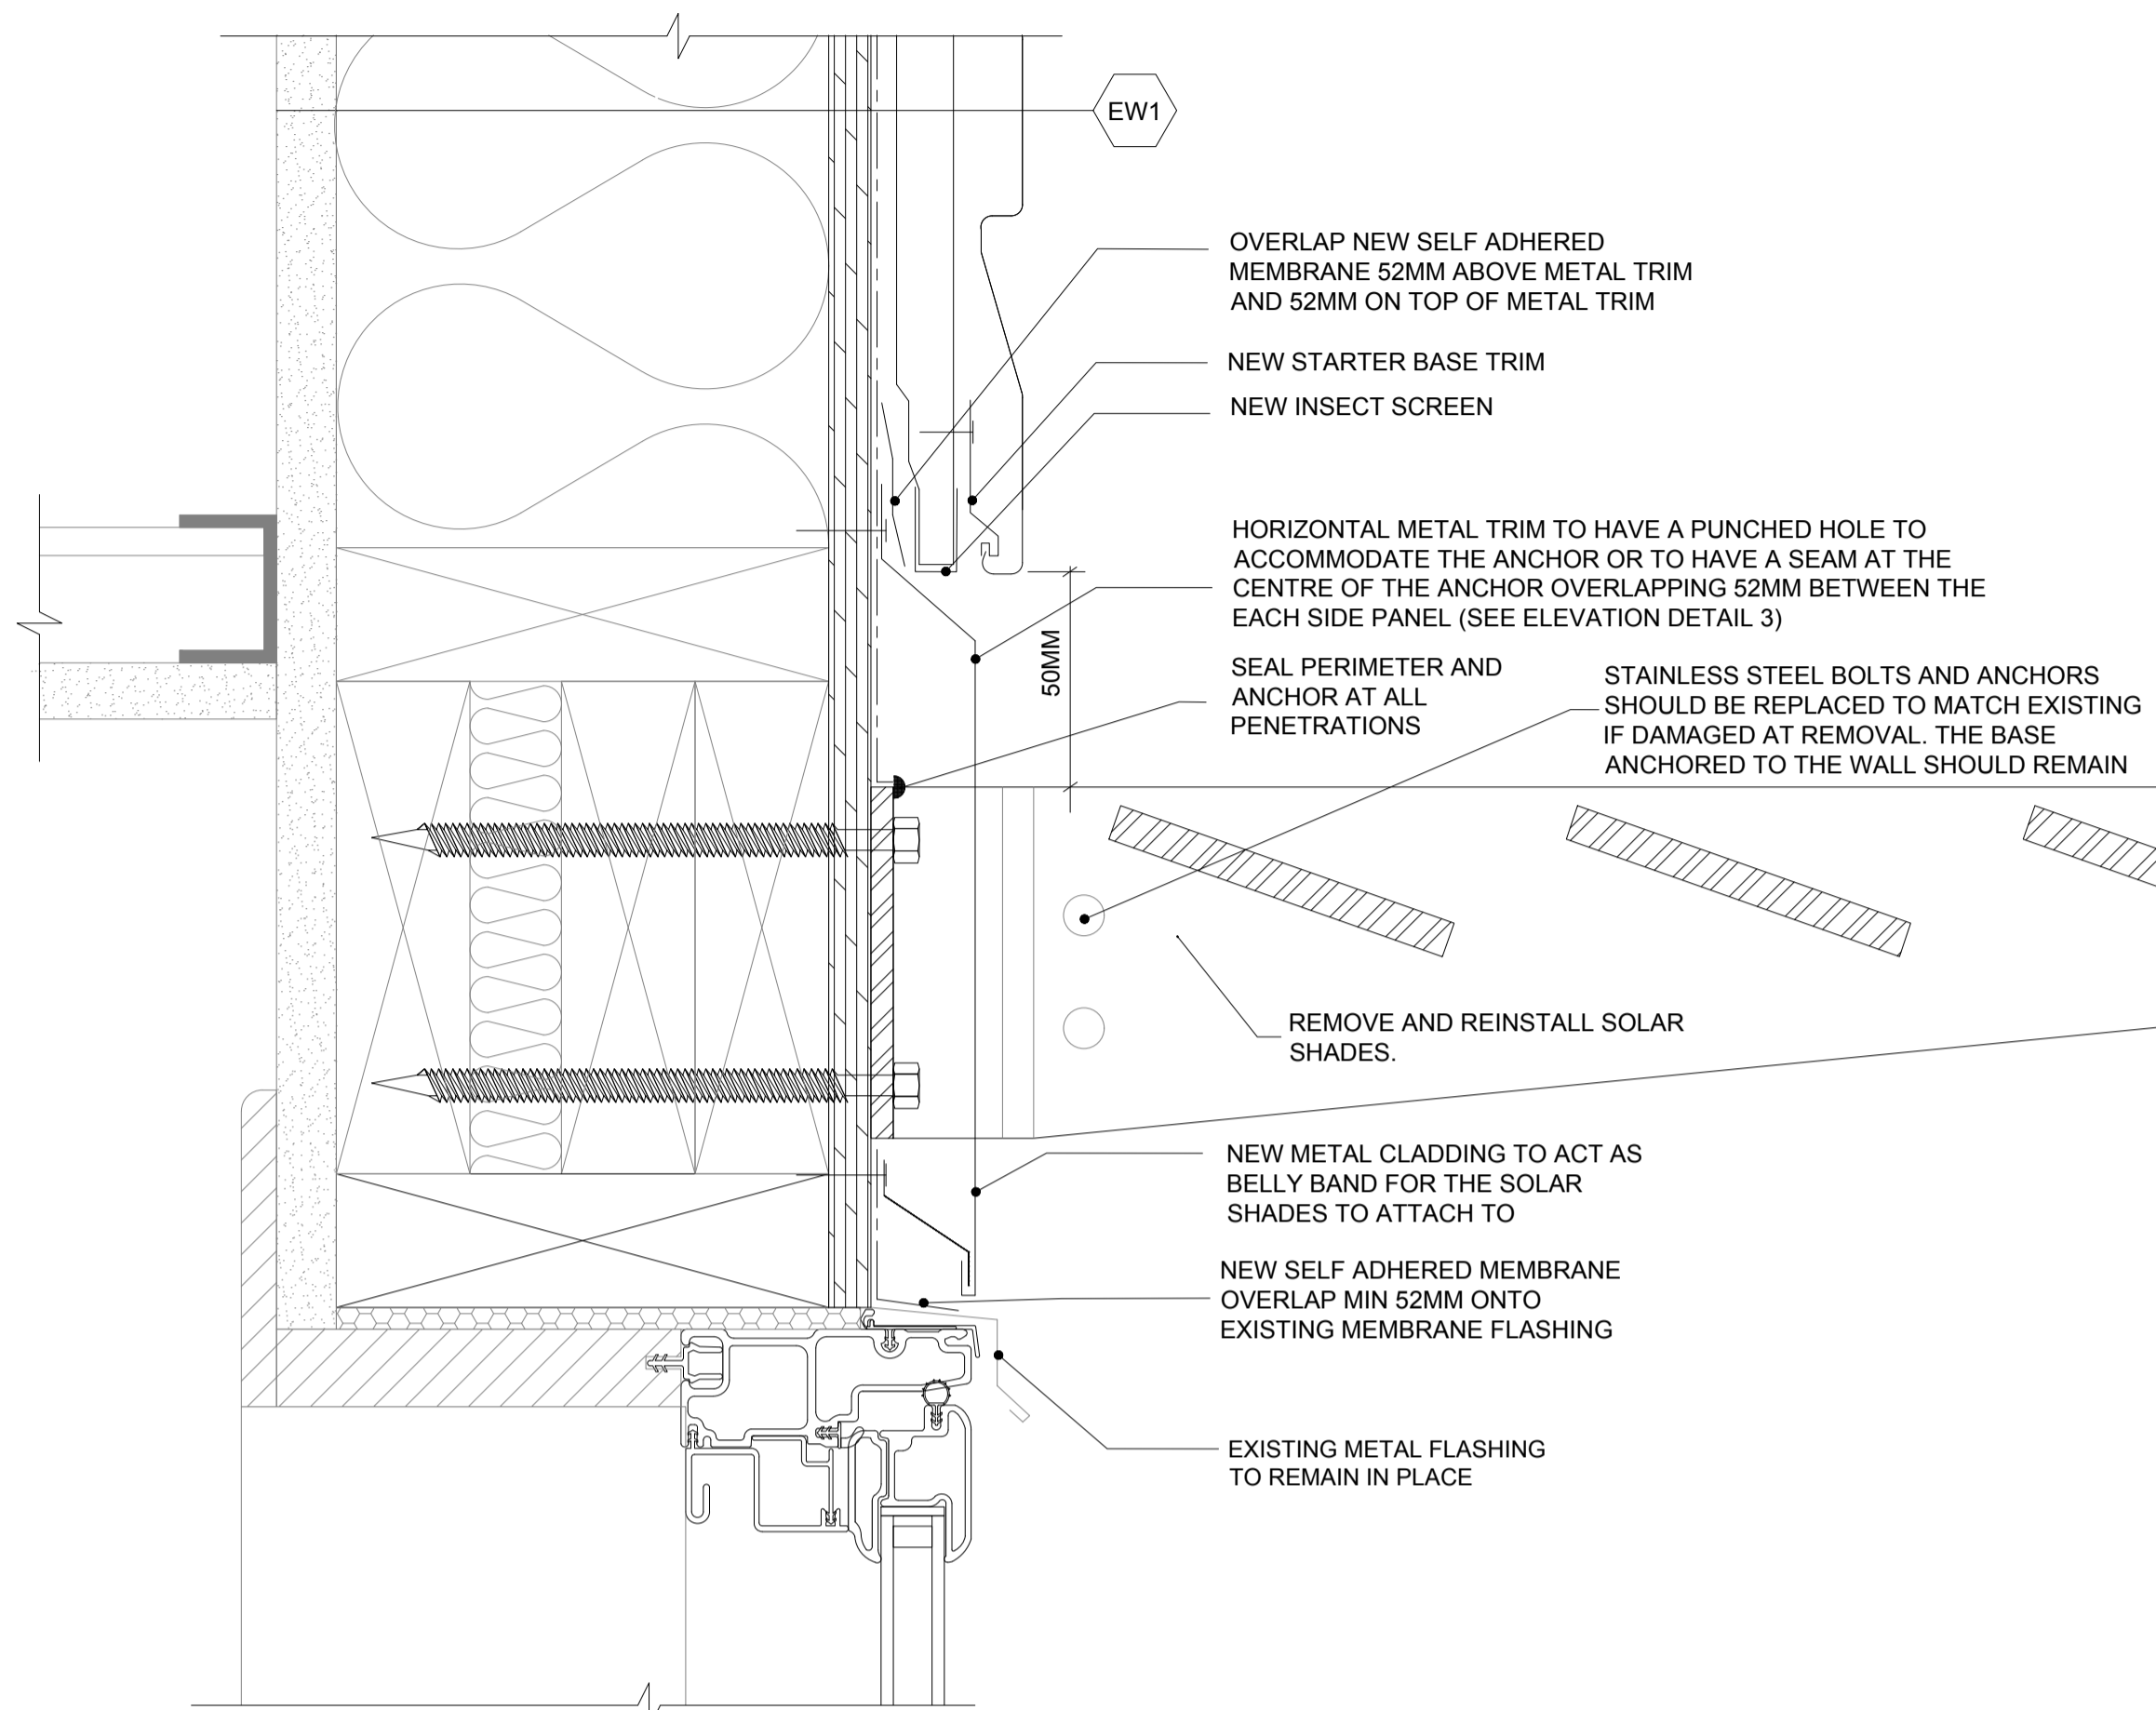 EW1
OVERLAP NEW SELF ADHERED
MEMBRANE 52MM ABOVE METAL TRIM
AND 52MM ON TOP OF METAL TRIM
NEW STARTER BASE TRIM
NEW INSECT SCREEN
HORIZONTAL METAL TRIM TO HAVE A PUNCHED HOLE TO
ACCOMMODATE THE ANCHOR OR TO HAVE A SEAM AT THE
CENTRE OF THE ANCHOR OVERLAPPING 52MM BETWEEN THE
EACH SIDE PANEL (SEE ELEVATION DETAIL 3)
50MM
SEAL PERIMETER AND
ANCHOR AT ALL
PENETRATIONS
STAINLESS STEEL BOLTS AND ANCHORS
SHOULD BE REPLACED TO MATCH EXISTING
IF DAMAGED AT REMOVAL. THE BASE
ANCHORED TO THE WALL SHOULD REMAIN
REMOVE AND REINSTALL SOLAR
SHADES.
NEW METAL CLADDING TO ACT AS
BELLY BAND FOR THE SOLAR
SHADES TO ATTACH TO
NEW SELF ADHERED MEMBRANE
OVERLAP MIN 52MM ONTO
EXISTING MEMBRANE FLASHING
EXISTING METAL FLASHING
TO REMAIN IN PLACE